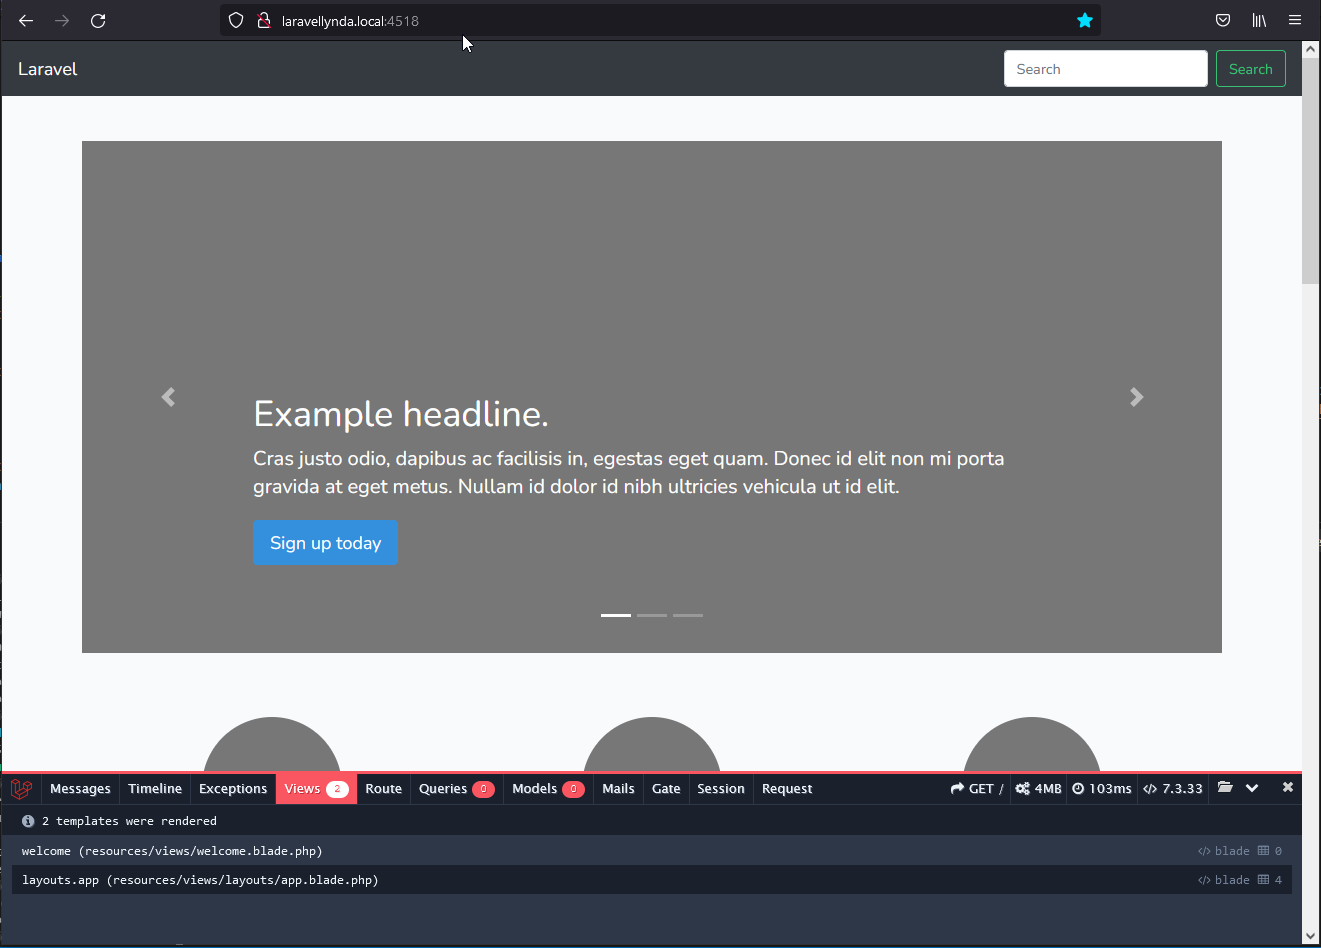 laravellynda.local:4518
Laravel
Search
Search
Example headline.
Cras justo odio, dapibus ac facilisis in, egestas eget quam. Donec id elit non mi porta
gravida at eget metus. Nullam id dolor id nibh ultricies vehicula ut id elit.
Sign up today
Messages Timeline Exceptions Views 2 Route Queries 0 Models 0 Mails Gate Session Request GET / 4MB 103ms 7.3.33
2 templates were rendered
welcome (resources/views/welcome.blade.php) </> blade 0
layouts.app (resources/views/layouts/app.blade.php) </> blade 4